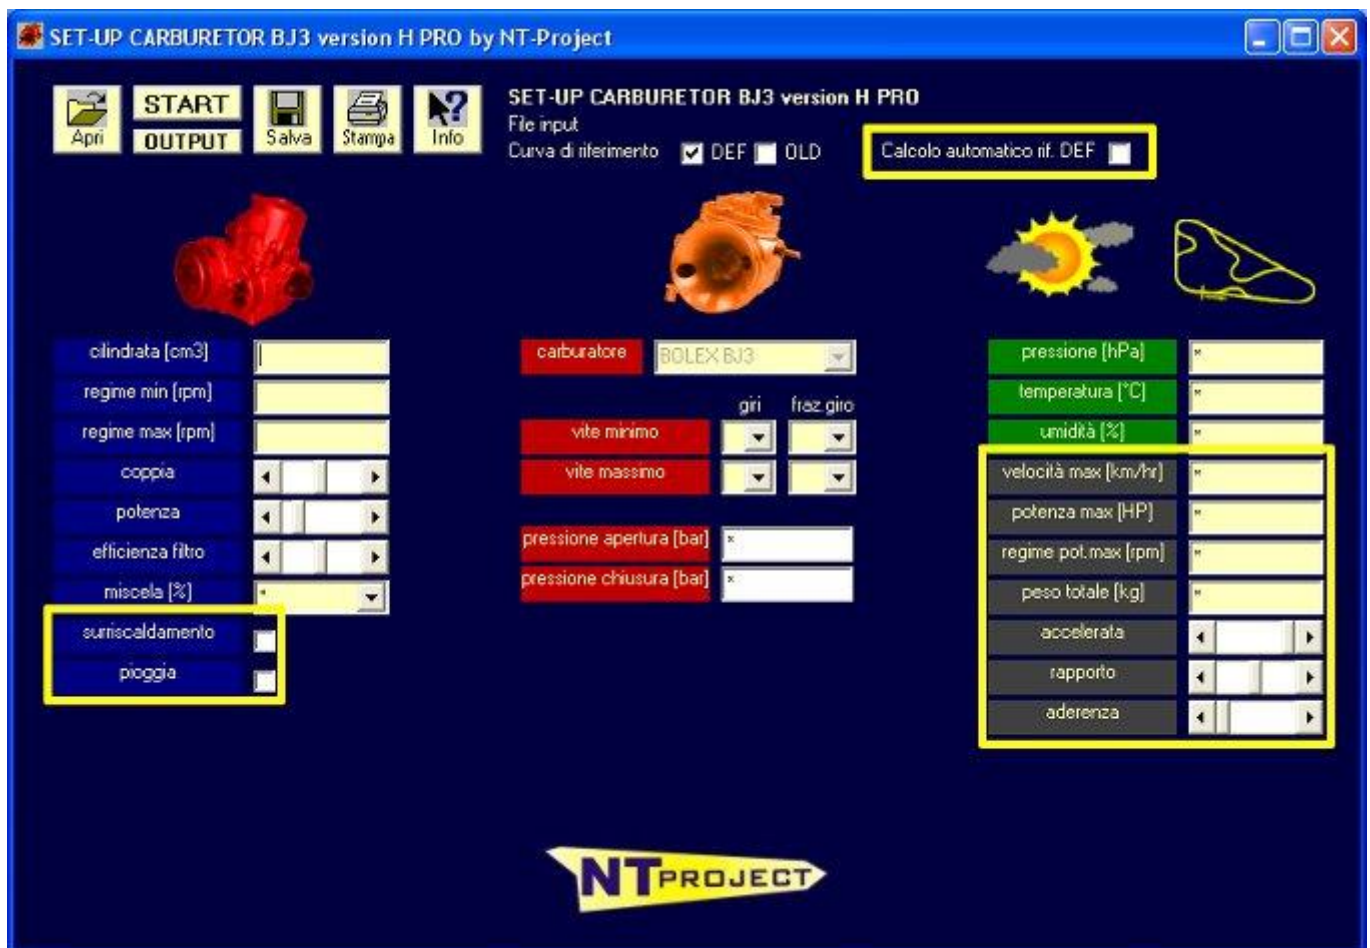 SET-UP CARBURETOR BJ3 version H PRO by NT-Project
Apri
START
OUTPUT
Salva
Stampa
Info
SET-UP CARBURETOR BJ3 version H PRO
File input
Curva di riferimento DEF OLD
Calcolo automatico rif. DEF
cilindrata [cm3]
regime min [rpm]
regime max [rpm]
coppia
potenza
efficienza filtro
miscela [%] *
surriscaldamento
pioggia
carburatore BOLEX BJ3
giri fraz.giro
vite minimo
vite massimo
pressione apertura [bar] *
pressione chiusura [bar] *
pressione [hPa] *
temperatura [°C] *
umidità [%] *
velocità max [km/hr] *
potenza max [HP] *
regime pot.max [rpm] *
peso totale [kg] *
accelerata
rapporto
aderenza
NT PROJECT